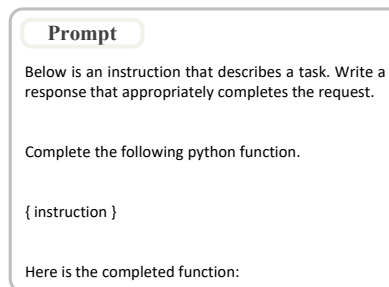 Prompt
Below is an instruction that describes a task. Write a
response that appropriately completes the request.
Complete the following python function.
{ instruction }
Here is the completed function: